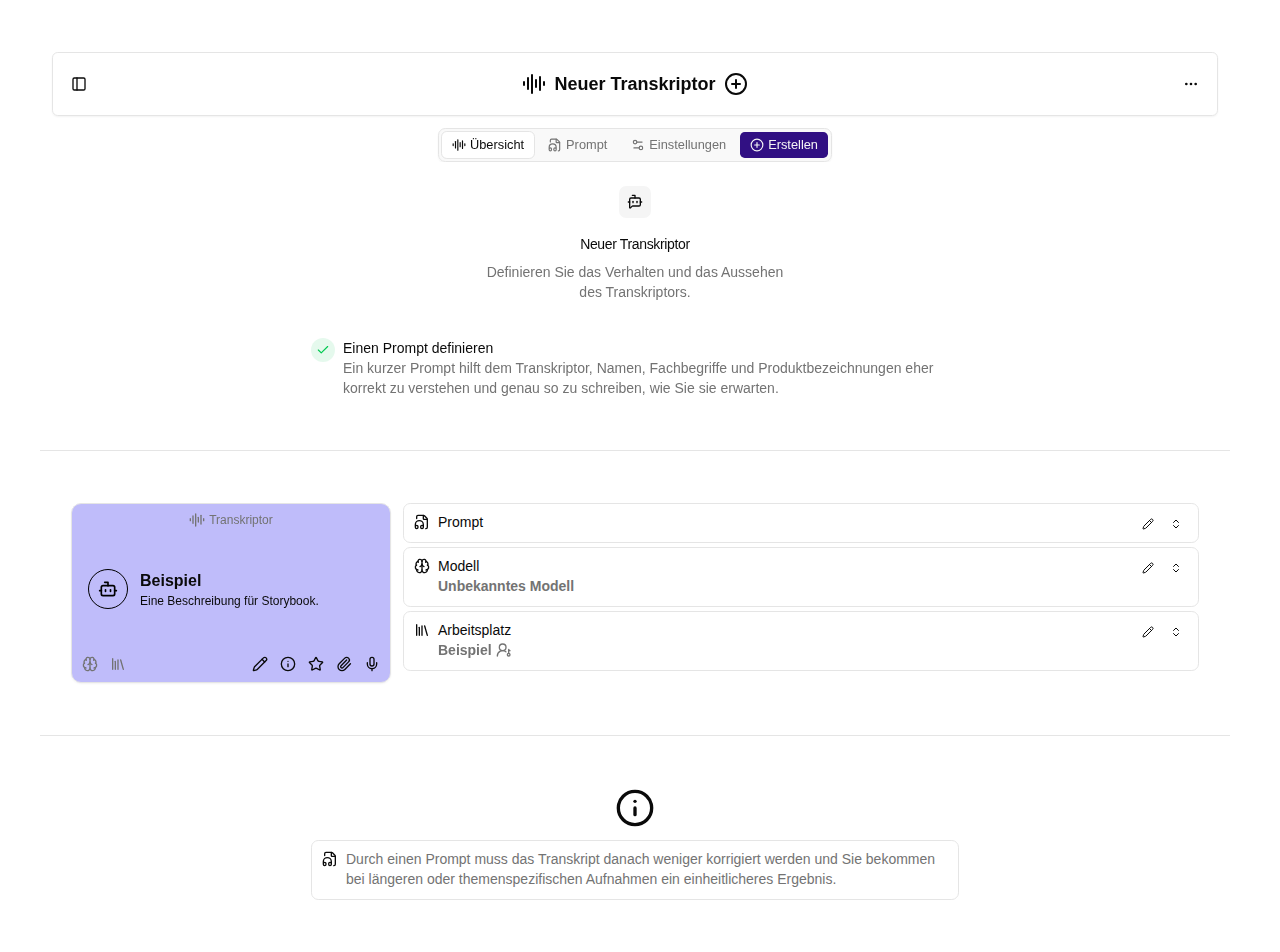 Neuer Transkriptor
Übersicht
Prompt
Einstellungen
Erstellen
Neuer Transkriptor
Definieren Sie das Verhalten und das Aussehen
des Transkriptors.
Einen Prompt definieren
Ein kurzer Prompt hilft dem Transkriptor, Namen, Fachbegriffe und Produktbezeichnungen eher
korrekt zu verstehen und genau so zu schreiben, wie Sie sie erwarten.
Transkriptor
Beispiel
Eine Beschreibung für Storybook.
Prompt
Modell
Unbekanntes Modell
Arbeitsplatz
Beispiel
Durch einen Prompt muss das Transkript danach weniger korrigiert werden und Sie bekommen
bei längeren oder themenspezifischen Aufnahmen ein einheitlicheres Ergebnis.